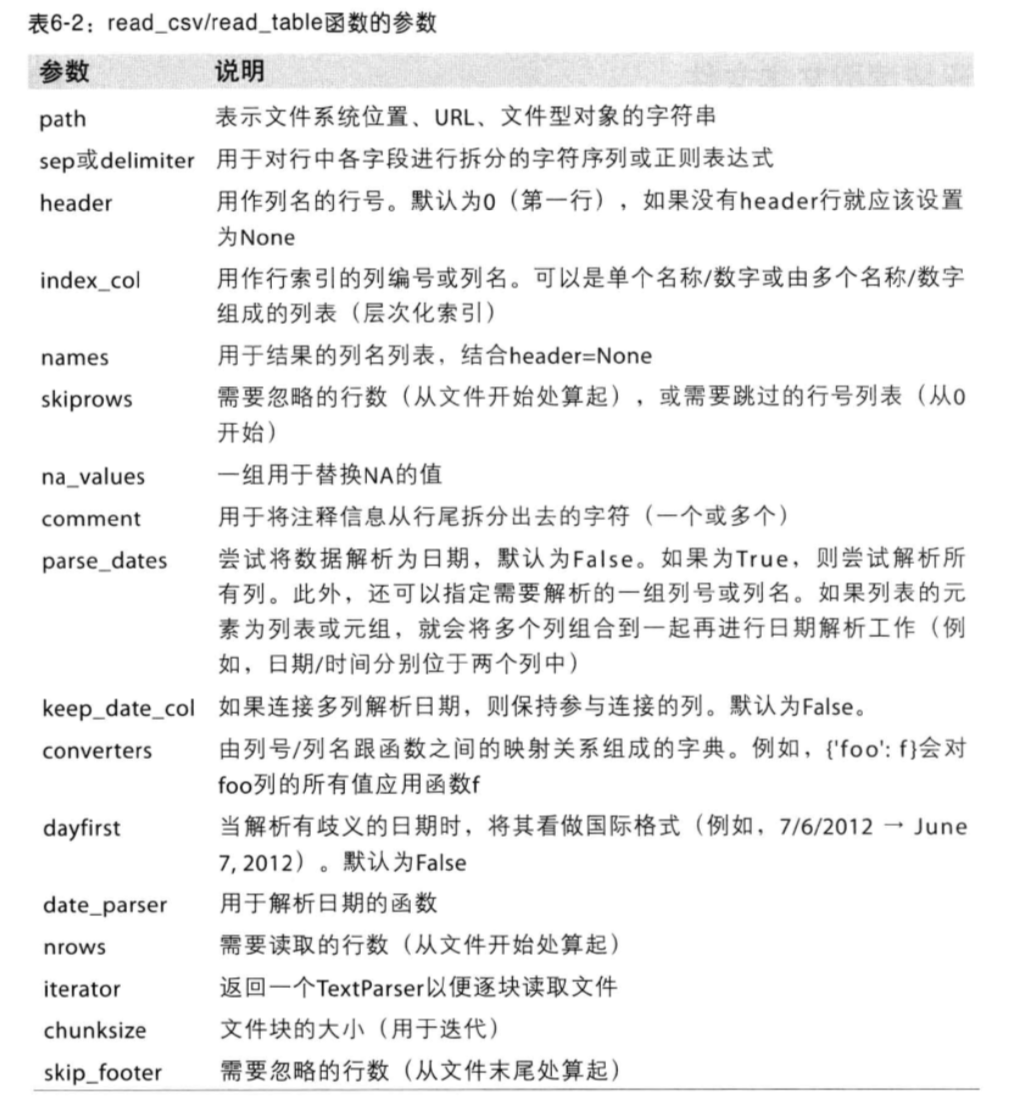 表6-2：read_csv/read_table函数的参数
参数 说明
path 表示文件系统位置、URL、文件型对象的字符串
sep或delimiter 用于对行中各字段进行拆分的字符序列或正则表达式
header 用作列名的行号。默认为0（第一行），如果没有header行就应该设置
为None
index_col 用作行索引的列编号或列名。可以是单个名称/数字或由多个名称/数字
组成的列表（层次化索引）
names 用于结果的列名列表，结合header=None
skiprows 需要忽略的行数（从文件开始处算起），或需要跳过的行号列表（从0
开始）
na_values 一组用于替换NA的值
comment 用于将注释信息从行尾拆分出去的字符（一个或多个）
parse_dates 尝试将数据解析为日期，默认为False。如果为True，则尝试解析所
有列。此外，还可以指定需要解析的一组列号或列名。如果列表的元
素为列表或元组，就会将多个列组合到一起再进行日期解析工作（例
如，日期/时间分别位于两个列中）
keep_date_col 如果连接多列解析日期，则保持参与连接的列。默认为False。
converters 由列号/列名跟函数之间的映射关系组成的字典。例如，{'foo': f}会对
foo列的所有值应用函数f
dayfirst 当解析有歧义的日期时，将其看做国际格式（例如，7/6/2012 → June
7, 2012）。默认为False
date_parser 用于解析日期的函数
nrows 需要读取的行数（从文件开始处算起）
iterator 返回一个TextParser以便逐块读取文件
chunksize 文件块的大小（用于迭代）
skip_footer 需要忽略的行数（从文件末尾处算起）